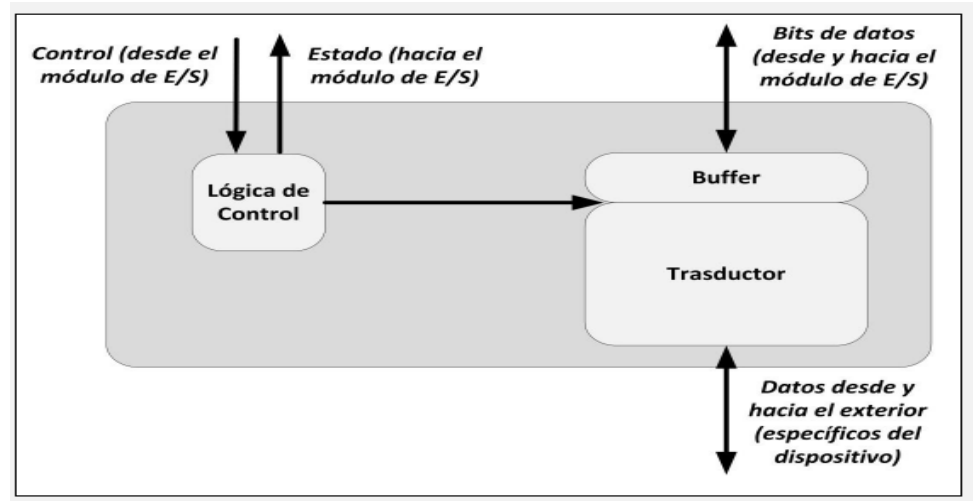 Control (desde el
módulo de E/S)
Estado (hacia el
módulo de E/S)
Bits de datos
(desde y hacia el
módulo de E/S)
Lógica de
Control
Buffer
Trasductor
Datos desde y
hacia el exterior
(específicos del
dispositivo)